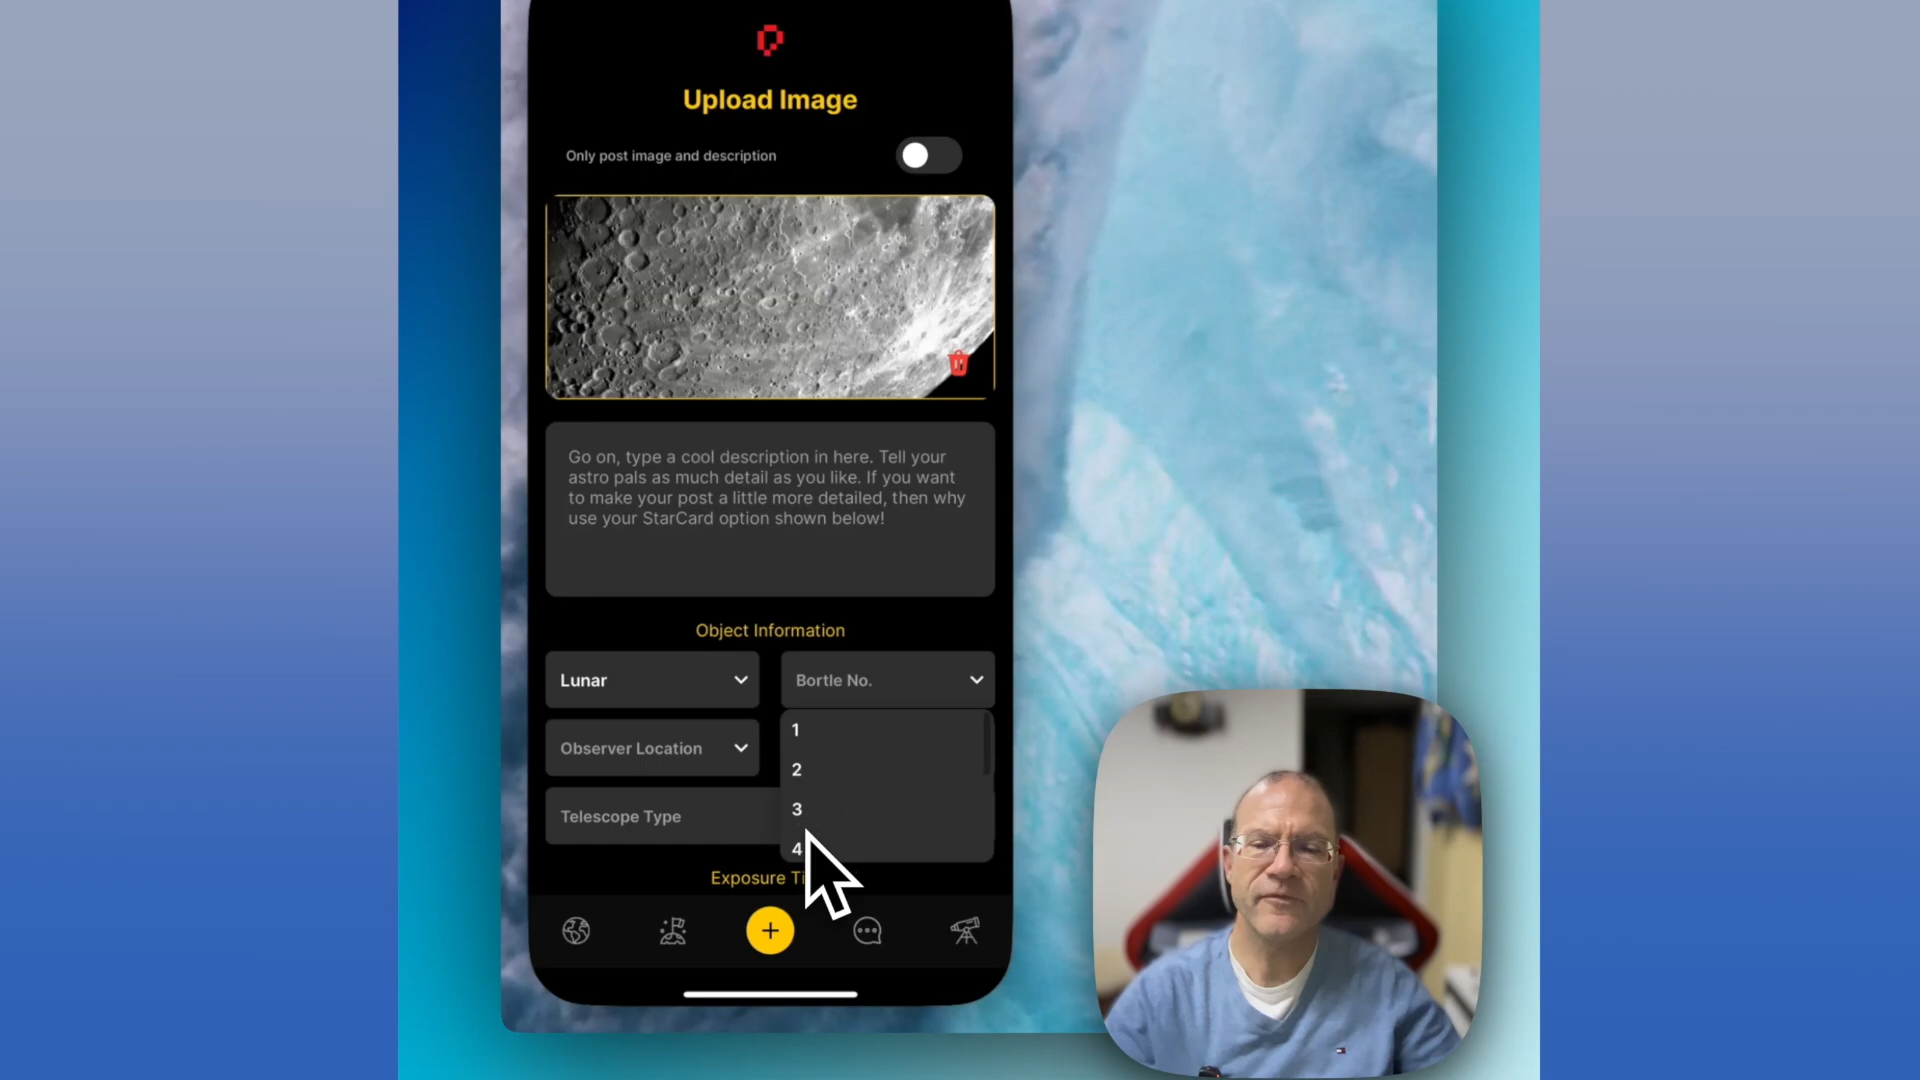 Upload Image
Only post image and description
Go on, type a cool description in here. Tell your
astro pals as much detail as you like. If you want
to make your post a little more detailed, then why
use your StarCard option shown below!
Object Information
Lunar
Bortle No.
1
Observer Location
2
3
Telescope Type
4
Exposure